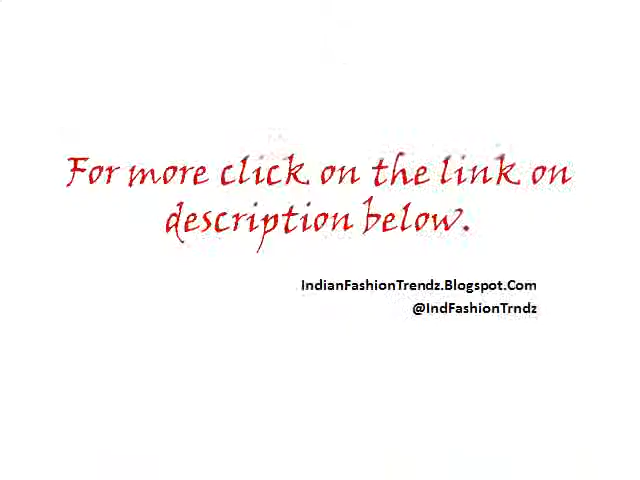 For more click on the link on
description below.
IndianFashionTrendz.Blogspot.Com
@IndFashionTrndz